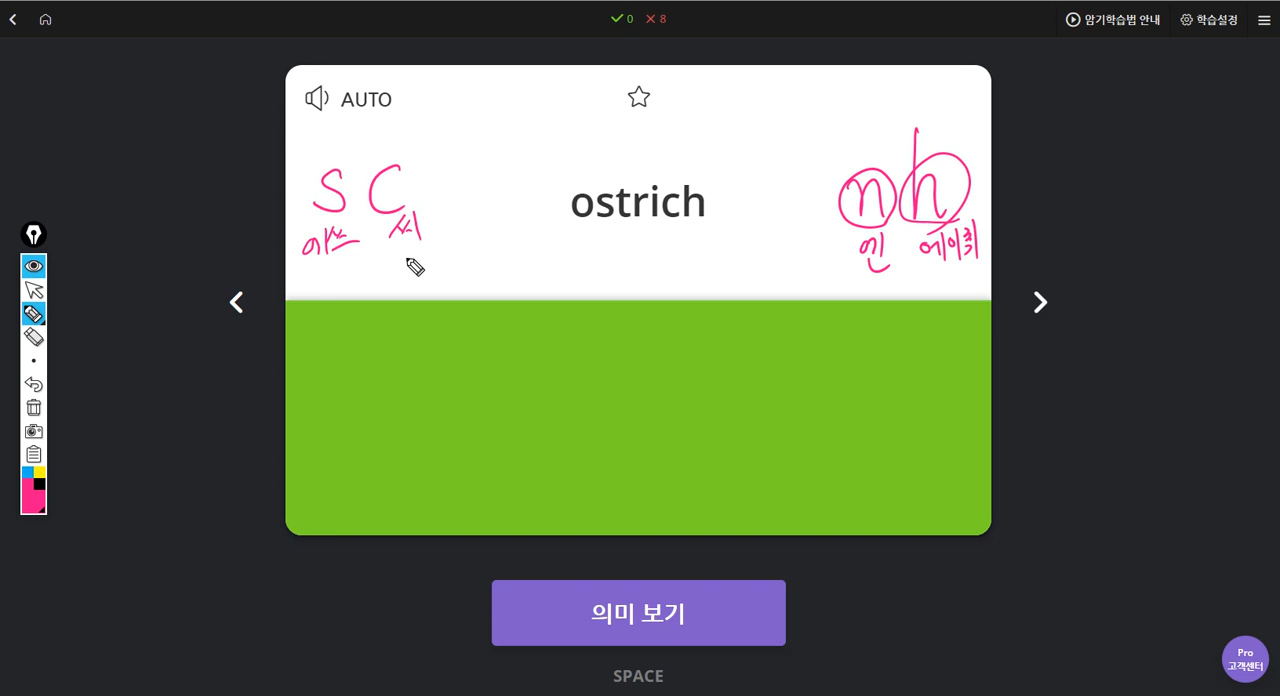 0 8 암기학습법 안내 학습설정
AUTO
S C ostrich n h
에쓰 씨 엔 에이취
의미 보기
SPACE
Pro
고객센터